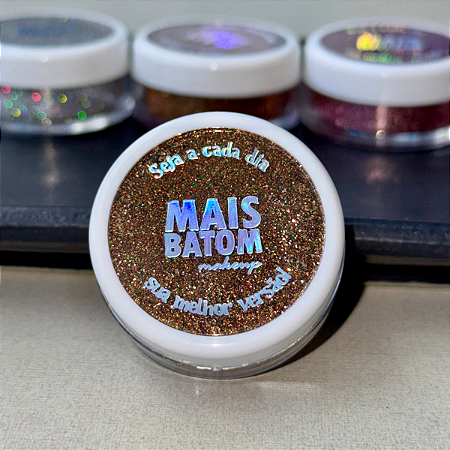 Seja a cada dia
MAIS
BATOM
makeup
sua melhor versão!